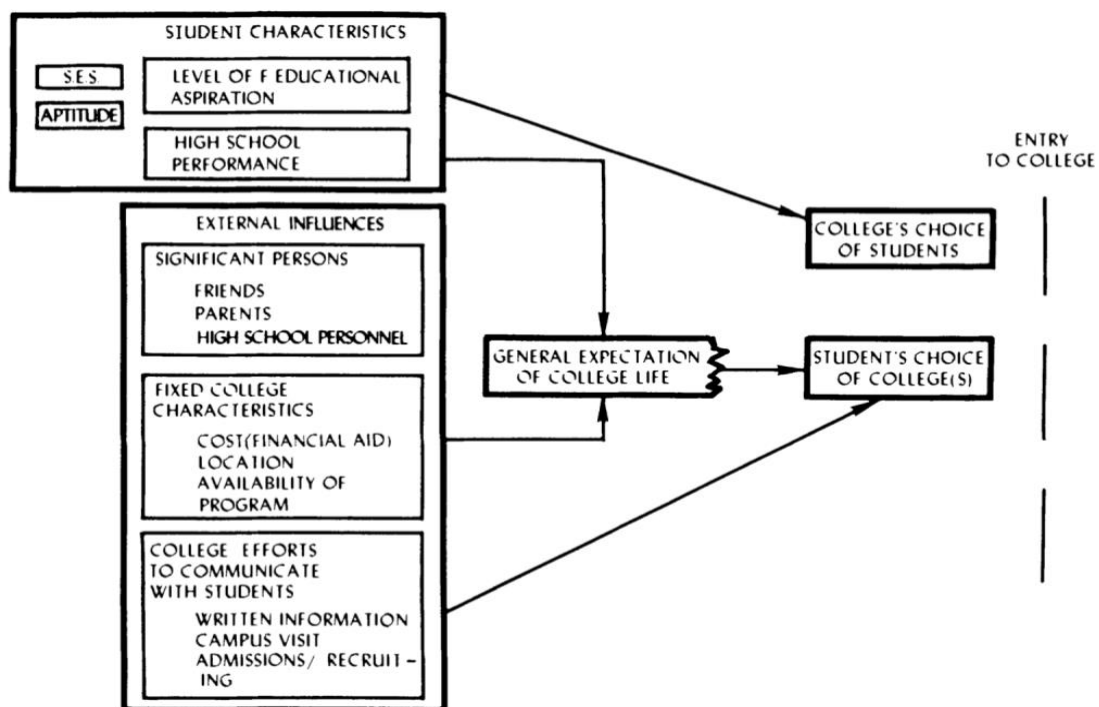 STUDENT CHARACTERISTICS
S.E.S.
APTITUDE
LEVEL OF F EDUCATIONAL
ASPIRATION
HIGH SCHOOL
PERFORMANCE
EXTERNAL INFLUENCES
SIGNIFICANT PERSONS
FRIENDS
PARENTS
HIGH SCHOOL PERSONNEL
FIXED COLLEGE
CHARACTERISTICS
COST(FINANCIAL AID)
LOCATION
AVAILABILITY OF
PROGRAM
COLLEGE EFFORTS
TO COMMUNICATE
WITH STUDENTS
WRITTEN INFORMATION
CAMPUS VISIT
ADMISSIONS/ RECRUIT-
ING
GENERAL EXPECTATION
OF COLLEGE LIFE
COLLEGE'S CHOICE
OF STUDENTS
STUDENT'S CHOICE
OF COLLEGE(S)
ENTRY
TO COLLEGE